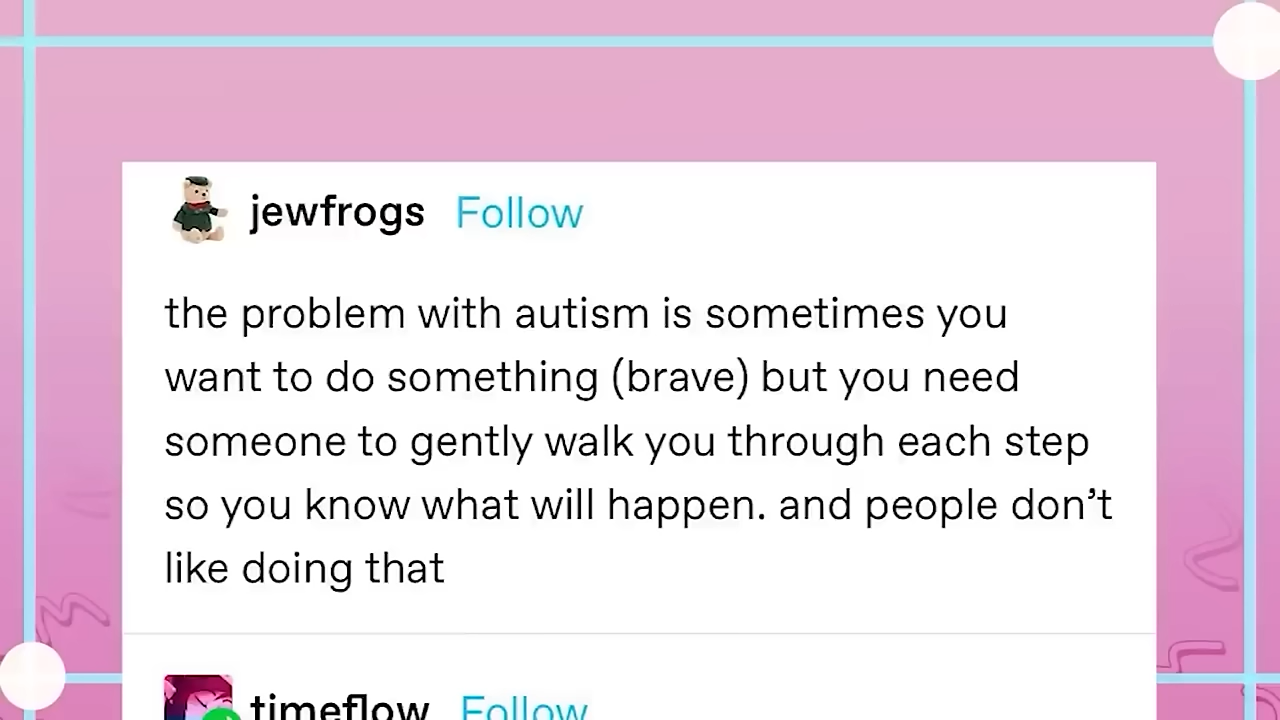 jewfrogs Follow
the problem with autism is sometimes you
want to do something (brave) but you need
someone to gently walk you through each step
so you know what will happen. and people don’t
like doing that
timeflow Follow